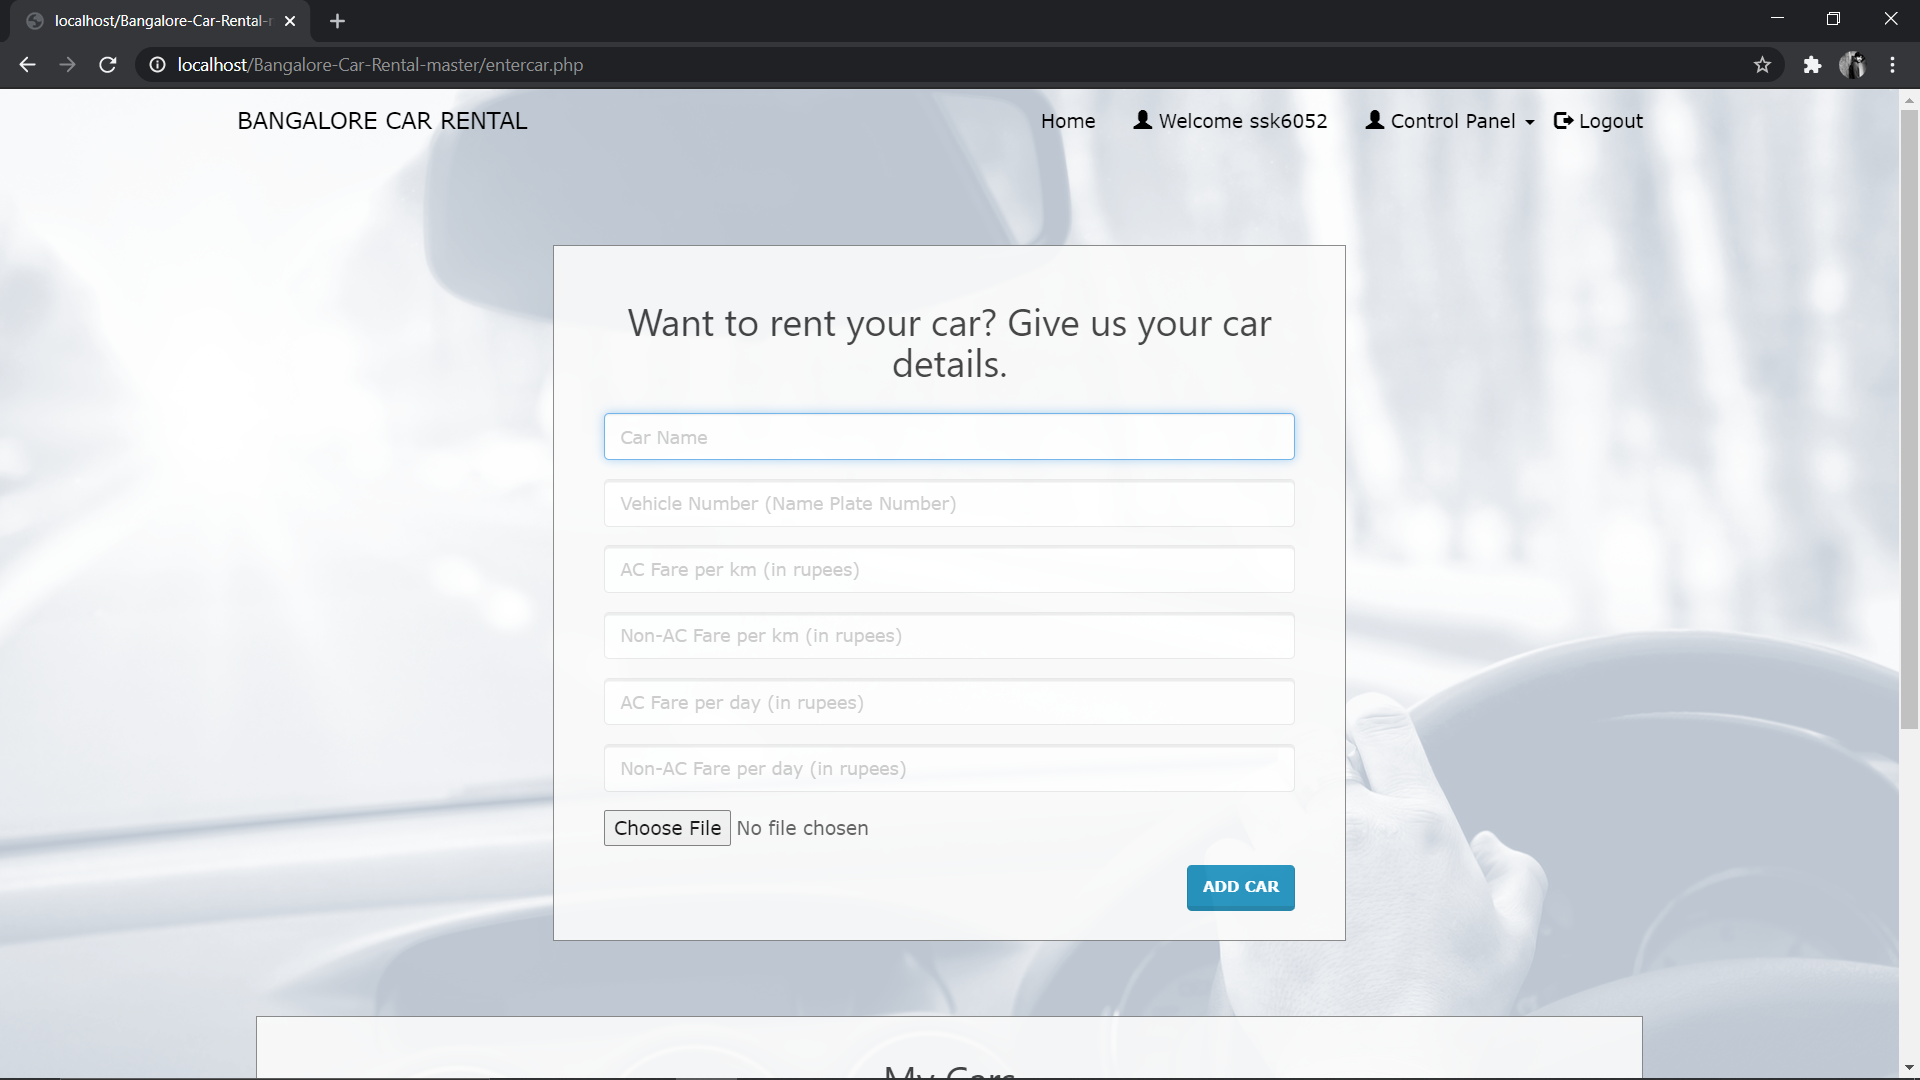 localhost/Bangalore-Car-Rental-
localhost/Bangalore-Car-Rental-master/entercar.php
BANGALORE CAR RENTAL
Home
Welcome ssk6052
Control Panel
Logout
Want to rent your car? Give us your car
details.
Car Name
Vehicle Number (Name Plate Number)
AC Fare per km (in rupees)
Non-AC Fare per km (in rupees)
AC Fare per day (in rupees)
Non-AC Fare per day (in rupees)
Choose File No file chosen
ADD CAR
My Cars